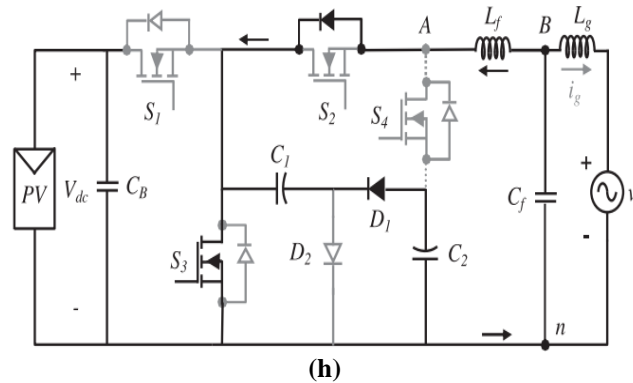 A
L_f
B
L_g
+
S_1
S_2
S_4
i_g
PV
V_dc
C_B
C_1
D_1
C_f
+
v
S_3
D_2
C_2
-
-
n
(h)